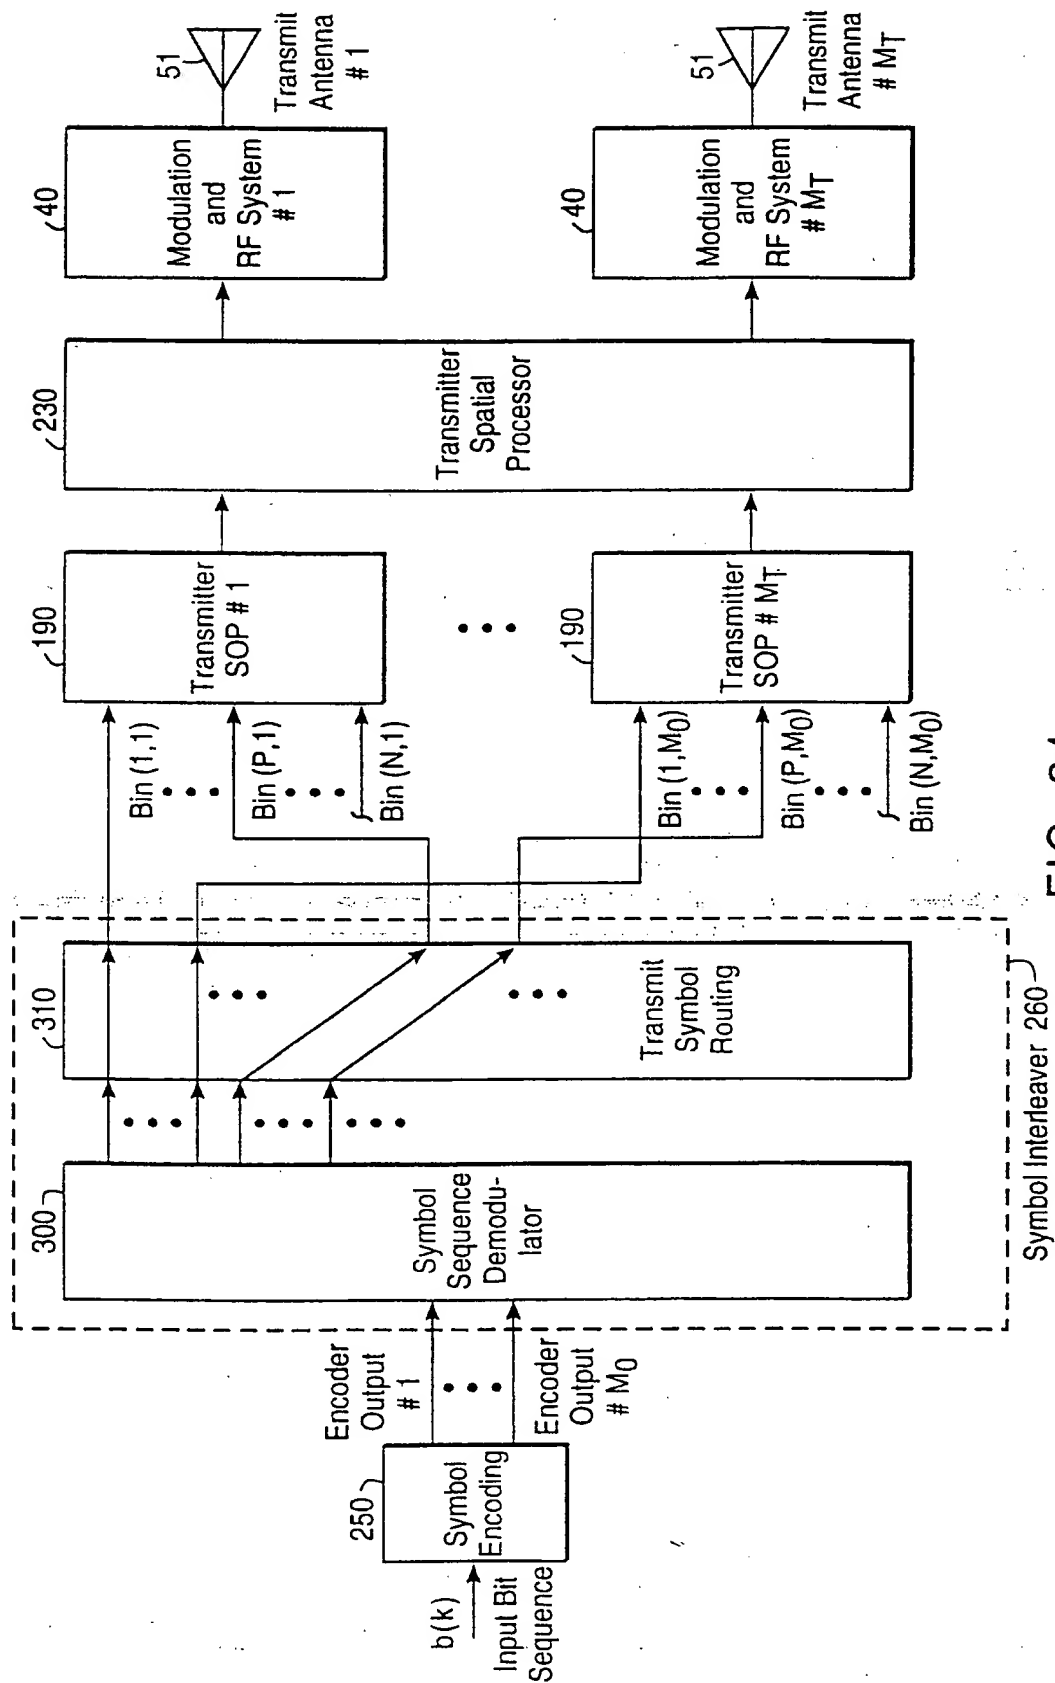 b(k)
Input Bit
Sequence
250
Symbol
Encoding
Encoder
Output
# 1
Encoder
Output
# M0
300
Symbol
Sequence
Demodu-
lator
310
Transmit
Symbol
Routing
Symbol Interleaver 260
Bin (1,1)
Bin (P,1)
Bin (N,1)
Bin (1,M0)
Bin (P,M0)
Bin (N,M0)
190
Transmitter
SOP # 1
190
Transmitter
SOP # MT
230
Transmitter
Spatial
Processor
40
Modulation
and
RF System
# 1
40
Modulation
and
RF System
# MT
51
Transmit
Antenna
# 1
51
Transmit
Antenna
# MT